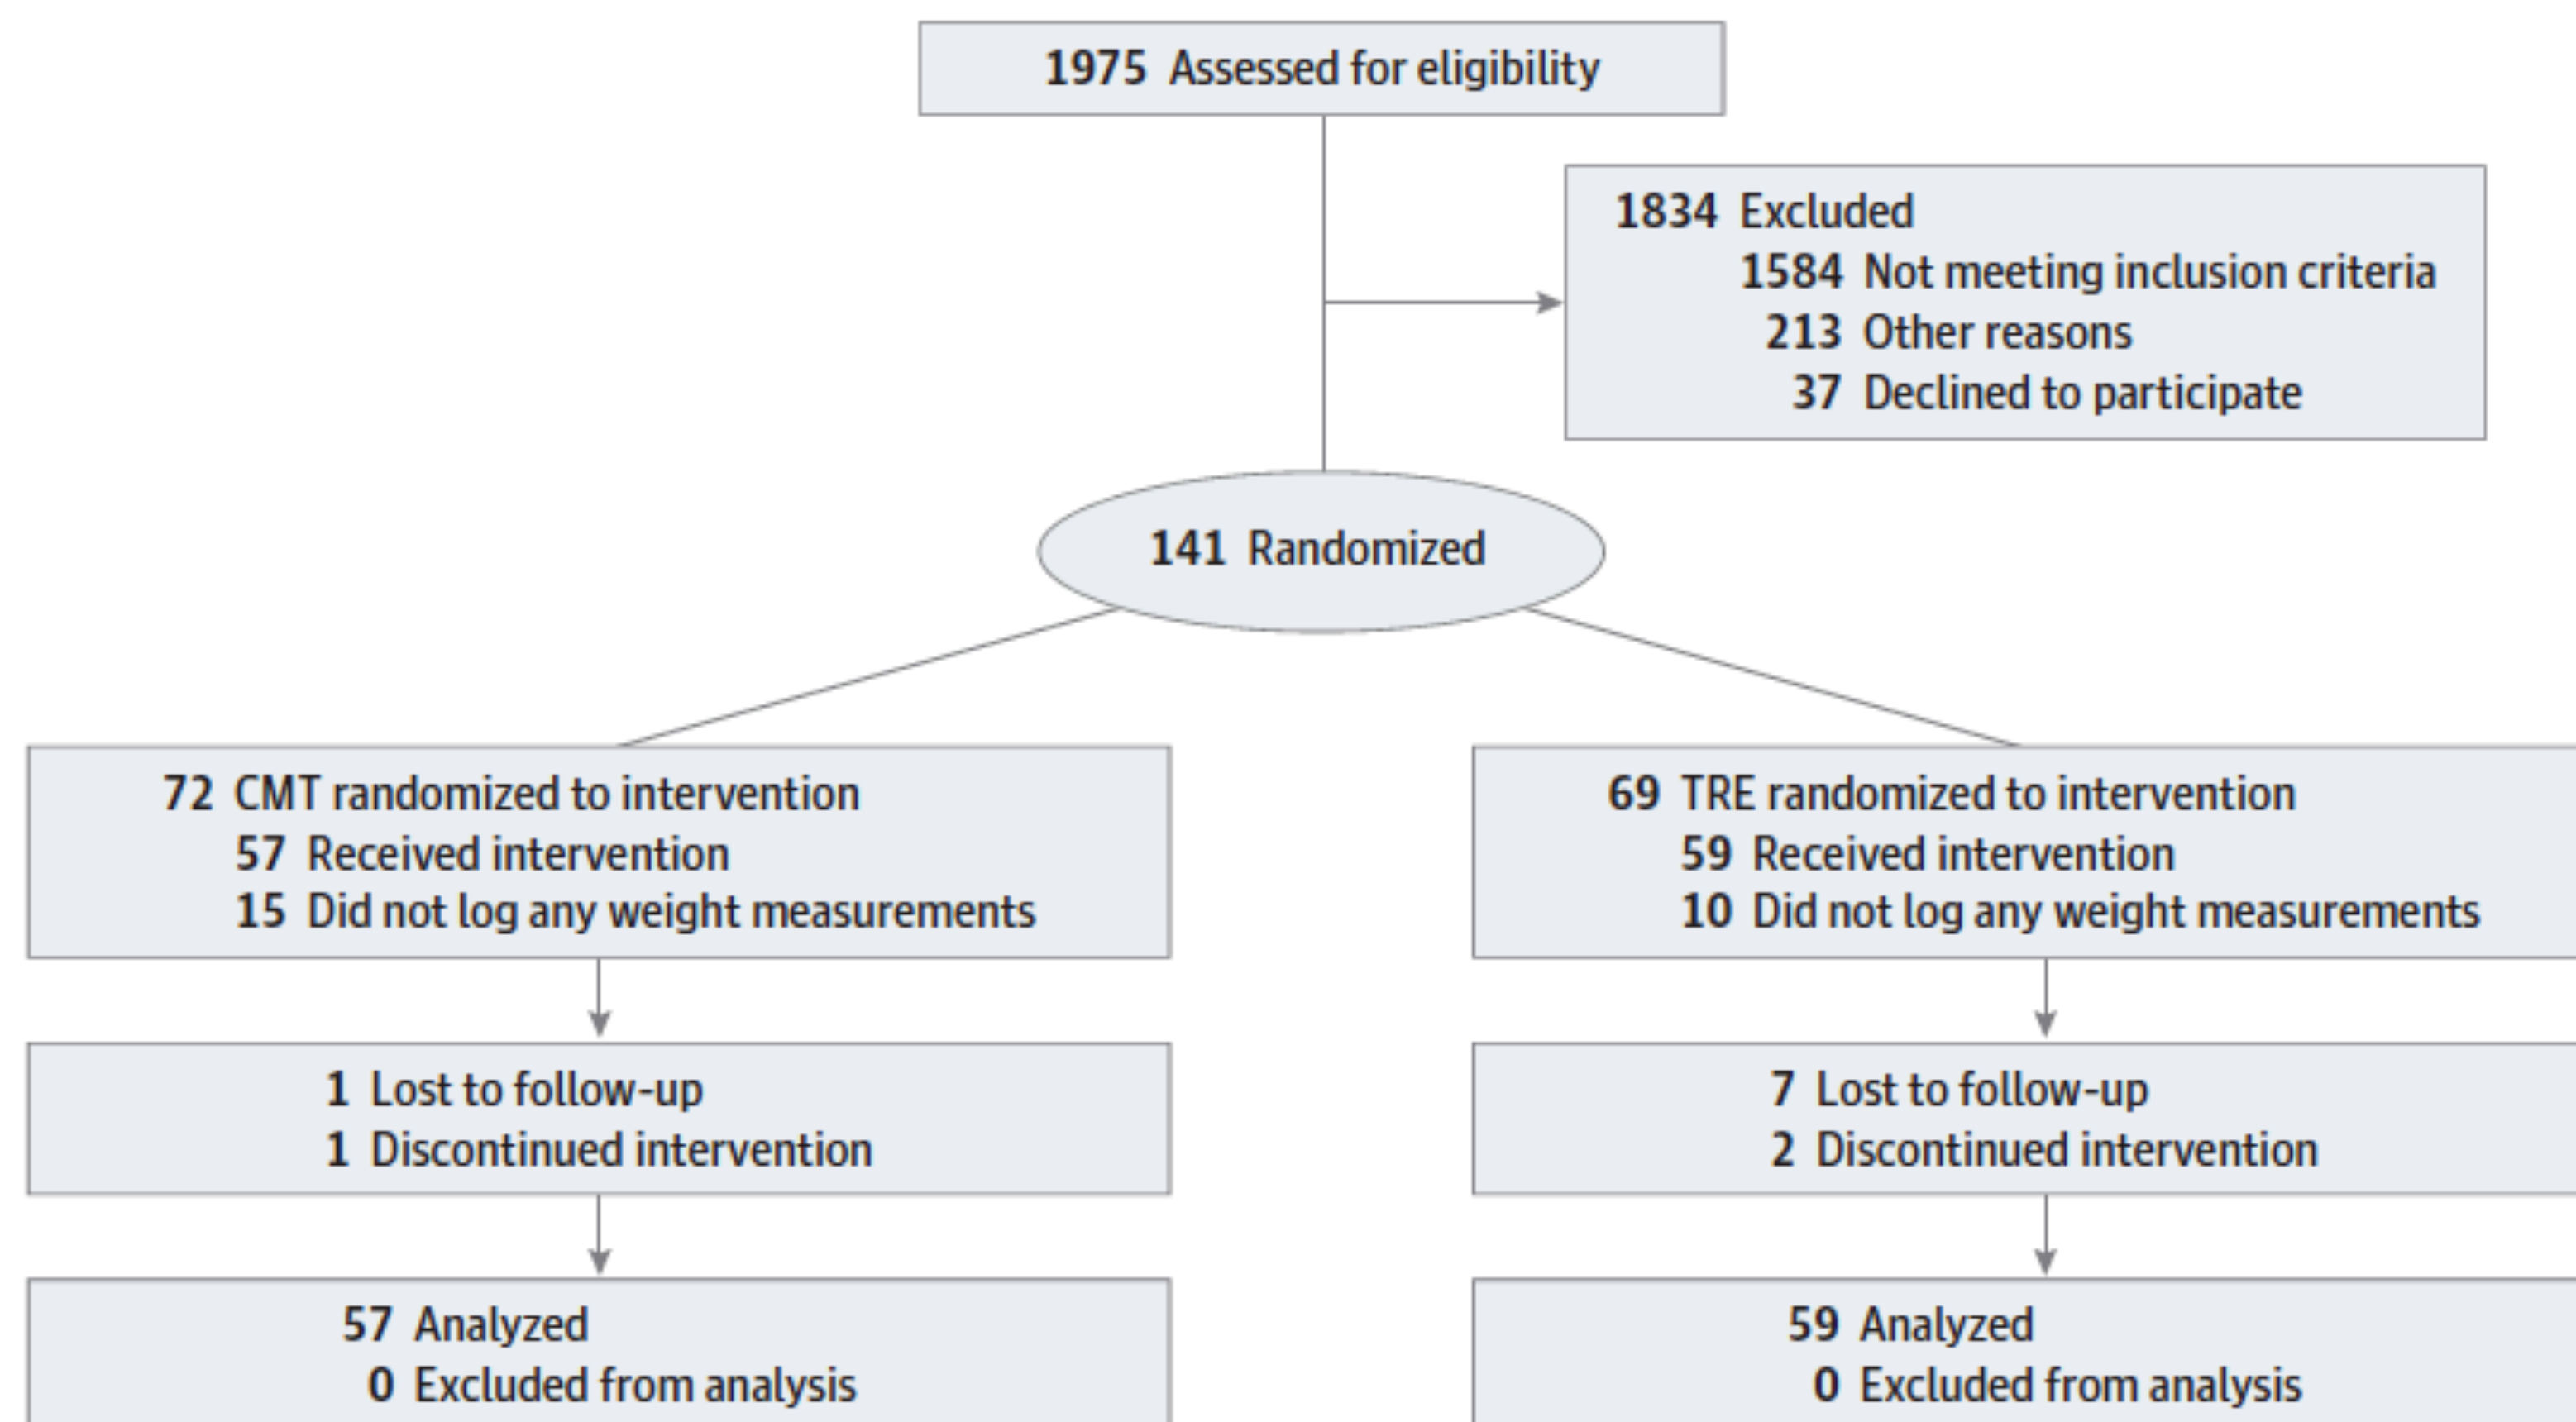 1975 Assessed for eligibility
1834 Excluded
1584 Not meeting inclusion criteria
213 Other reasons
37 Declined to participate
141 Randomized
72 CMT randomized to intervention
57 Received intervention
15 Did not log any weight measurements
69 TRE randomized to intervention
59 Received intervention
10 Did not log any weight measurements
1 Lost to follow-up
1 Discontinued intervention
7 Lost to follow-up
2 Discontinued intervention
57 Analyzed
0 Excluded from analysis
59 Analyzed
0 Excluded from analysis